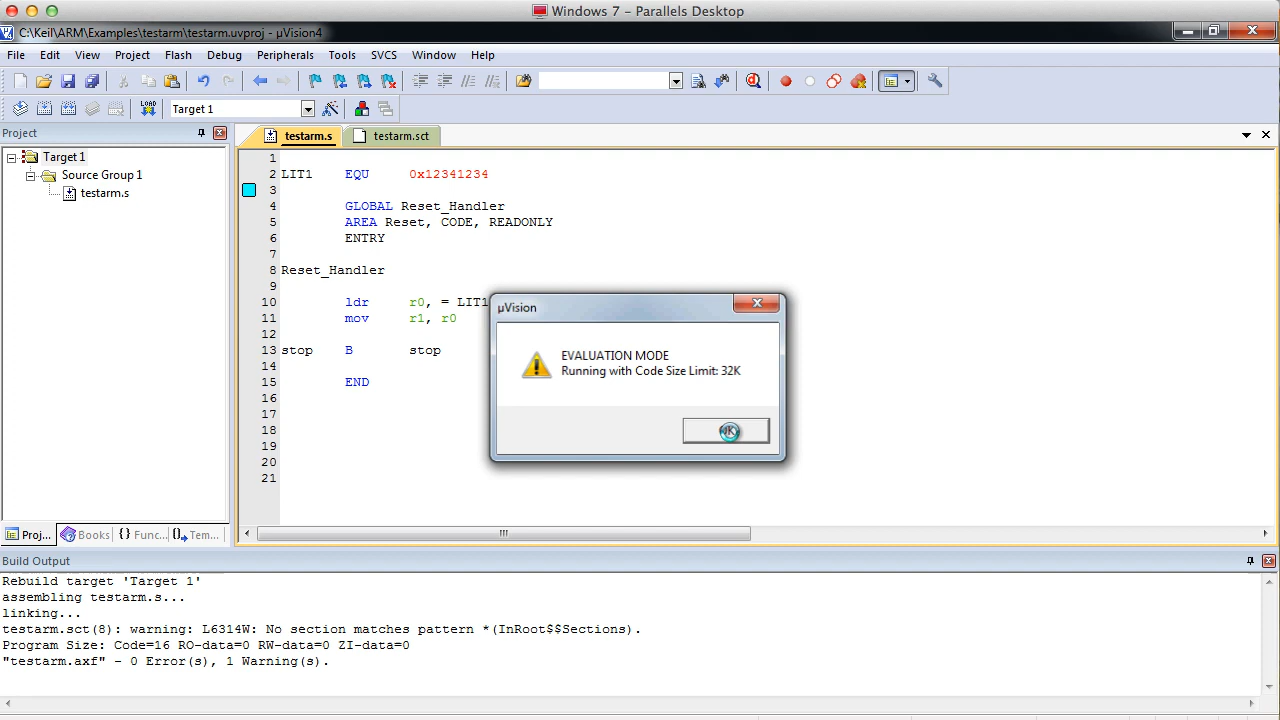 Windows 7 - Parallels Desktop
C:\Keil\ARM\Examples\testarm\testarm.uvproj - µVision4
File Edit View Project Flash Debug Peripherals Tools SVCS Window Help
LOAD Target 1
Project
testarm.s testarm.sct
Target 1
Source Group 1
testarm.s
1
2 LIT1 EQU 0x12341234
3
4 GLOBAL Reset_Handler
5 AREA Reset, CODE, READONLY
6 ENTRY
7
8 Reset_Handler
9
10 ldr r0, = LIT1
11 mov r1, r0
12
13 stop B stop
14
15 END
16
17
18
19
20
21
µVision
EVALUATION MODE
Running with Code Size Limit: 32K
Proj... Books {} Func... Tem...
Build Output
Rebuild target 'Target 1'
assembling testarm.s...
linking...
testarm.sct(8): warning: L6314W: No section matches pattern *(InRoot$$Sections).
Program Size: Code=16 RO-data=0 RW-data=0 ZI-data=0
"testarm.axf" - 0 Error(s), 1 Warning(s).